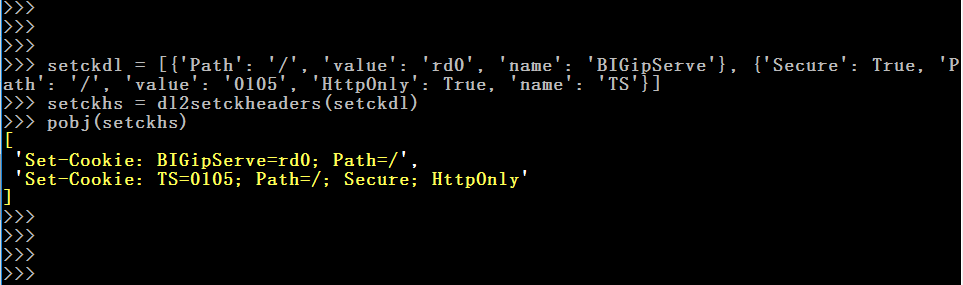 >>>
>>>
>>>
>>> setckdl = [{'Path': '/', 'value': 'rd0', 'name': 'BIGipServe'}, {'Secure': True, 'P
ath': '/', 'value': '0105', 'HttpOnly': True, 'name': 'TS'}]
>>> setckhs = dl2setckheaders(setckdl)
>>> pobj(setckhs)
[
 'Set-Cookie: BIGipServe=rd0; Path=/',
 'Set-Cookie: TS=0105; Path=/; Secure; HttpOnly'
]
>>>
>>>
>>>
>>>